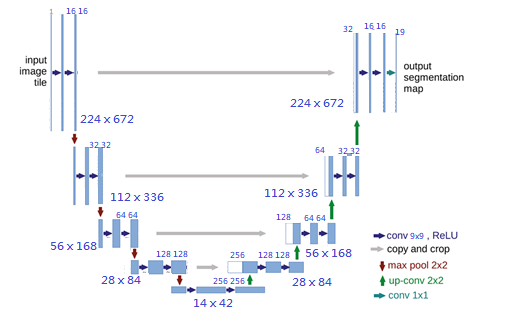 1
16 16
32
16 16
19
input
image
tile
output
segmentation
map
224 x 672
224 x 672
32 32
64
32 32
112 x 336
112 x 336
64 64
128
64 64
56 x 168
56 x 168
128 128
256
128 128
28 x 84
28 x 84
256 256
14 x 42
conv 9x9 , ReLU
copy and crop
max pool 2x2
up-conv 2x2
conv 1x1